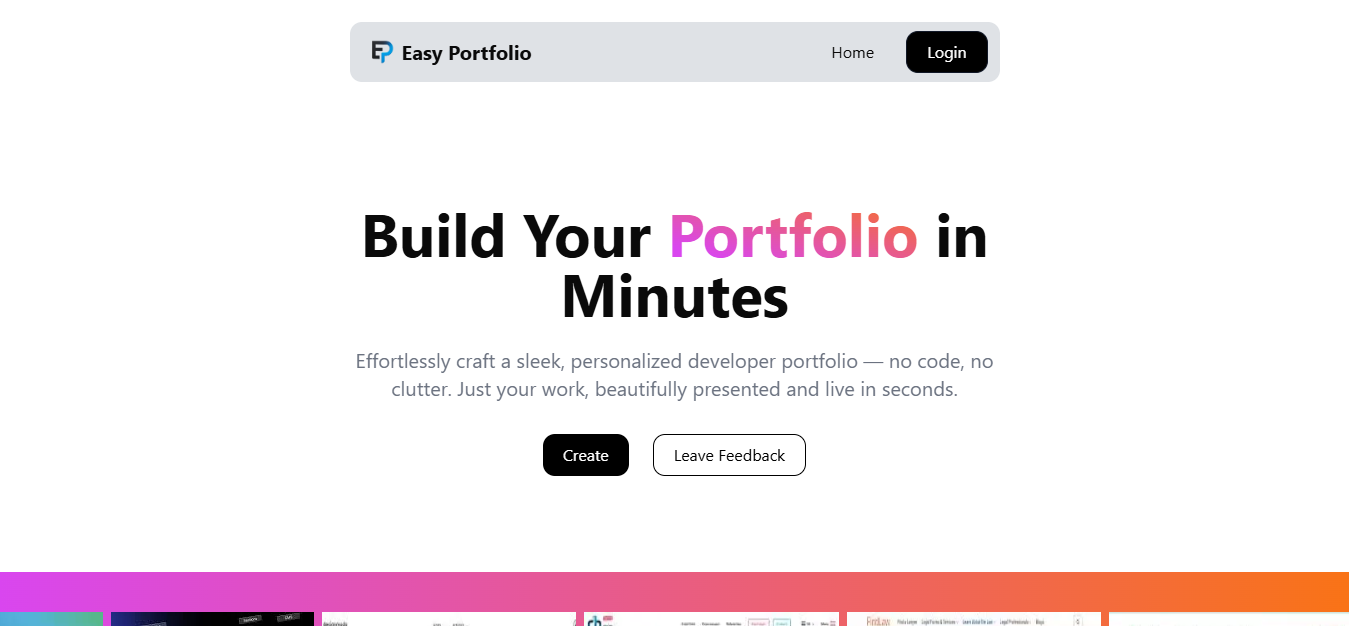 Easy Portfolio
Home
Login
Build Your Portfolio in
Minutes
Effortlessly craft a sleek, personalized developer portfolio — no code, no
clutter. Just your work, beautifully presented and live in seconds.
Create
Leave Feedback
FindLaw